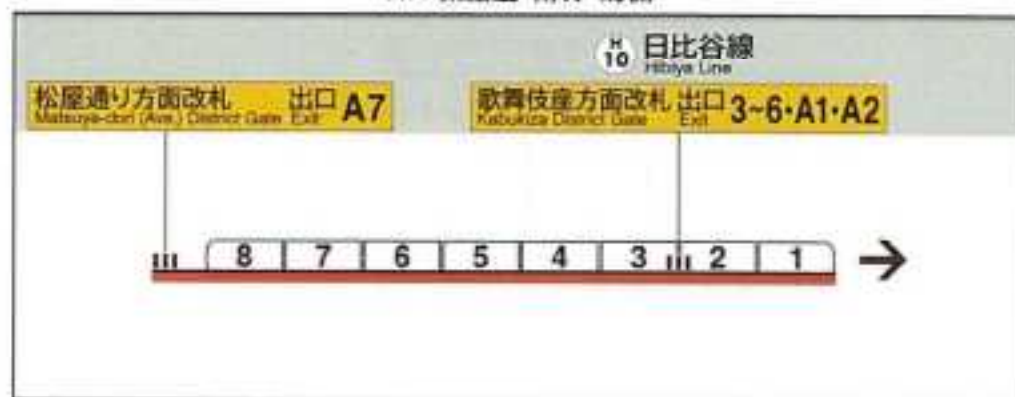 H
10
日比谷線
Hibiya Line
松屋通り方面改札 出口 A7
Matsuya-dori (Ave.) District Gate Exit
歌舞伎座方面改札 出口 3~6・A1・A2
Kabukiza District Gate Exit
8 7 6 5 4 3 2 1 →